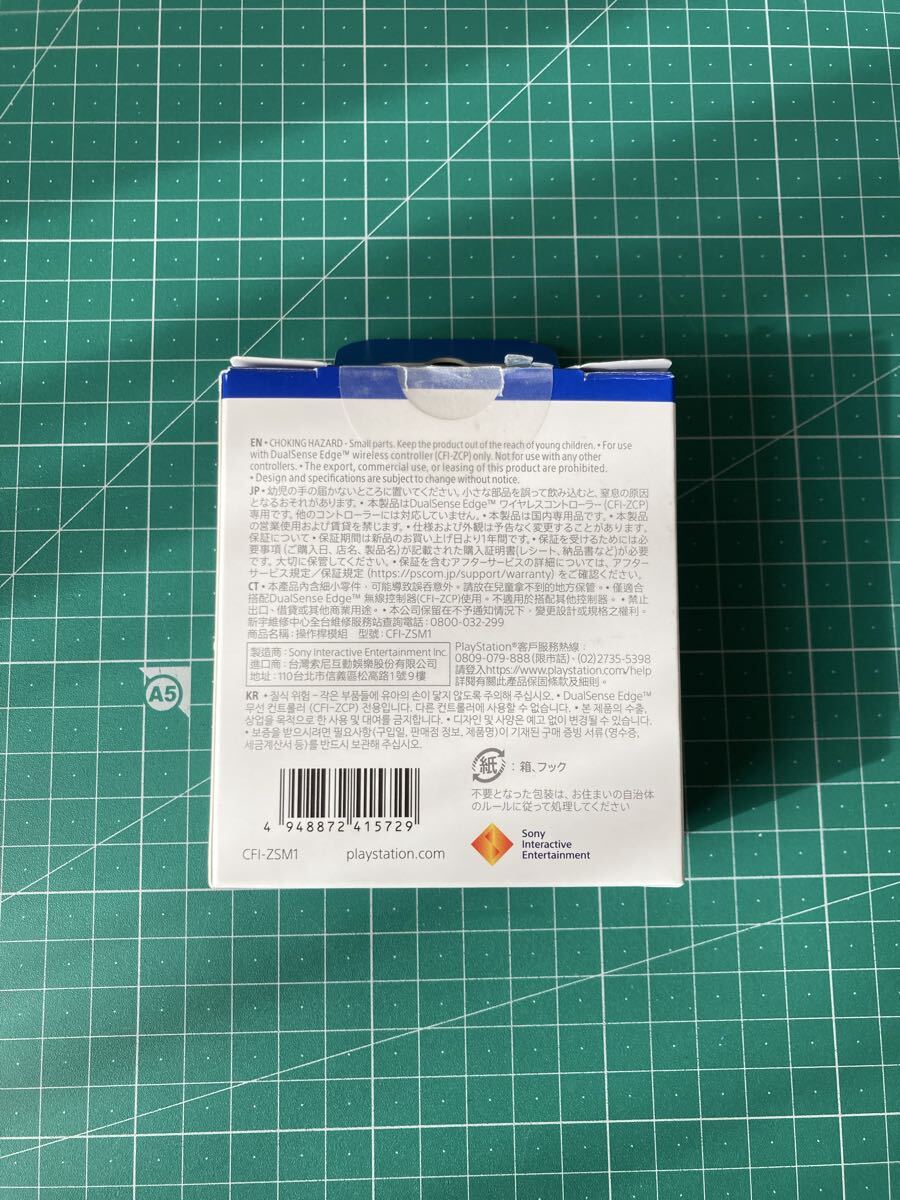 EN • CHOKING HAZARD - Small parts. Keep the product out of the reach of young children. • For use
with DualSense Edge™ wireless controller (CFI-ZCP) only. Not for use with any other
controllers. • The export, commercial use, or leasing of this product are prohibited.
• Design and specifications are subject to change without notice.
JP • 幼児の手の届かないところに置いてください。小さな部品を誤って飲み込むと、窒息の原因
となるおそれがあります。• 本製品はDualSense Edge™ ワイヤレスコントローラー (CFI-ZCP)
専用です。他のコントローラーには対応していません。• 本製品は国内専用品です。• 本製品
の営業使用および賃貸を禁じます。• 仕様および外観は予告なく変更することがあります。
保証について • 保証期間は新品のお買い上げ日より1年間です。• 保証を受けるためには必
要事項 (ご購入日、店名、製品名)が記載された購入証明書(レシート、納品書など)が必要
です。大切に保管してください。• 保証を含むアフターサービスの詳細については、アフター
サービス規定／保証規定 (https://pscom.jp/support/warranty) をご確認ください。
CT • 本產品內含細小零件，可能導致誤吞意外。請放在兒童拿不到的地方保管。• 僅適合
搭配DualSense Edge™ 無線控制器(CFI-ZCP)使用。不適用於搭配其他控制器。• 禁止
出口、借貸或其他商業用途。• 本公司保留在不予通知情況下，變更設計或規格之權利。
新宇維修中心全台維修服務站查詢電話：0800-032-299
商品名稱：操作桿模組 型號：CFI-ZSM1
製造商：Sony Interactive Entertainment Inc.
進口商：台灣索尼互動娛樂股份有限公司
地址：110台北市信義區松高路1號9樓
PlayStation®客戶服務熱線：
0809-079-888 (限市話)、(02)2735-5398
請登入https://www.playstation.com/help
詳閱有關此產品保固條款及細則。
KR • 질식 위험 – 작은 부품들에 유아의 손이 닿지 않도록 주의해 주십시오. • DualSense Edge™
무선 컨트롤러 (CFI-ZCP) 전용입니다. 다른 컨트롤러에 사용할 수 없습니다. • 본 제품의 수출,
상업을 목적으로 한 사용 및 대여를 금지합니다. • 디자인 및 사양은 예고 없이 변경될 수 있습니다.
• 보증을 받으시려면 필요사항(구입일, 판매점 정보, 제품명)이 기재된 구매 증빙 서류(영수증,
세금계산서 등)를 반드시 보관해 주십시오.
紙 : 箱、フック
不要となった包装は、お住まいの自治体
のルールに従って処理してください
4 948872 415729
CFI-ZSM1 playstation.com
Sony
Interactive
Entertainment
A5